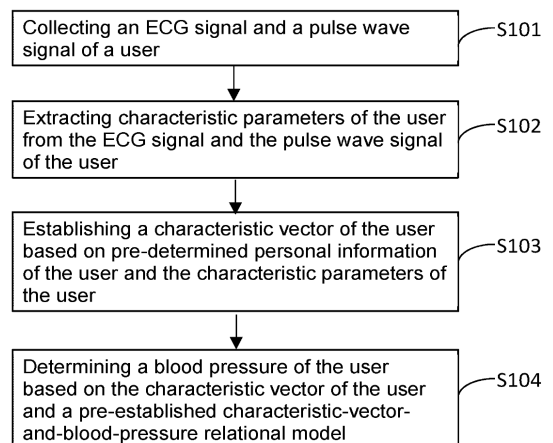 Collecting an ECG signal and a pulse wave
signal of a user
S101
Extracting characteristic parameters of the user
from the ECG signal and the pulse wave signal
of the user
S102
Establishing a characteristic vector of the user
based on pre-determined personal information
of the user and the characteristic parameters of
the user
S103
Determining a blood pressure of the user
based on the characteristic vector of the user
and a pre-established characteristic-vector-
and-blood-pressure relational model
S104